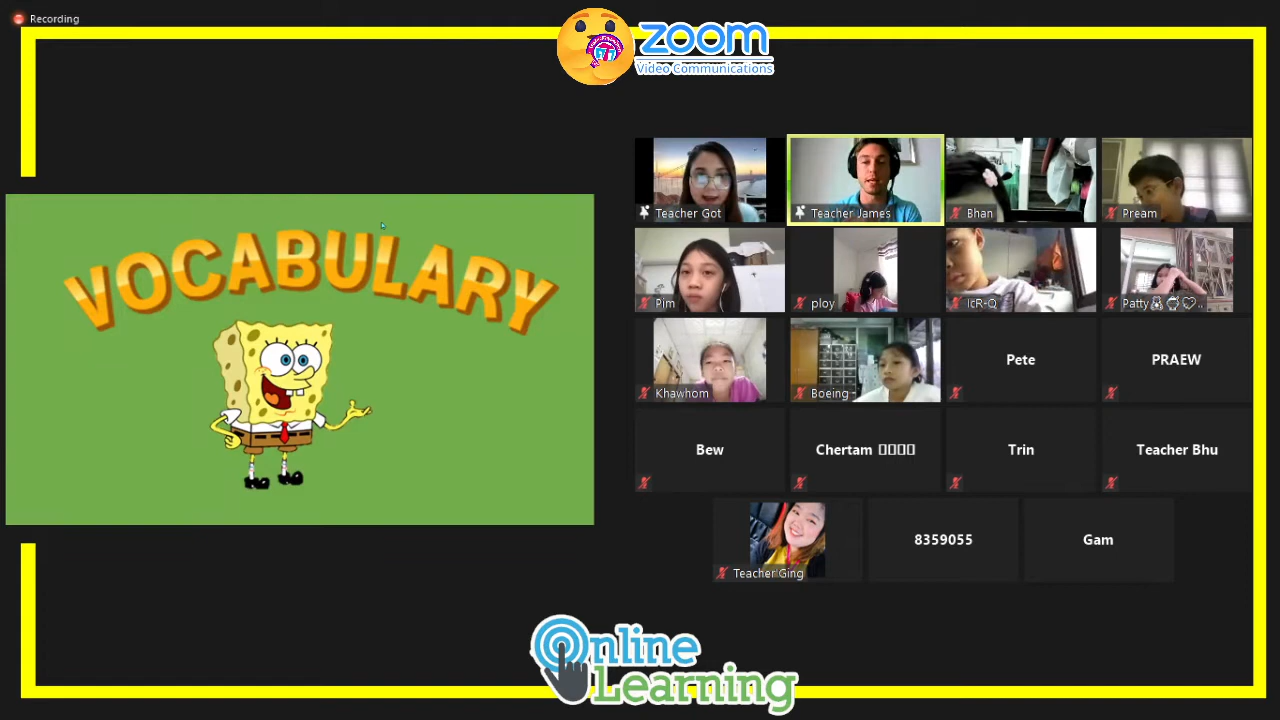 Recording
zoom
Video Communications
VOCABULARY
Teacher Got
Teacher James
Bhan
Pream
Pim
ploy
IcR-Q
Patty
Khawhom
Boeing -
Pete
PRAEW
Bew
Chertam
Trin
Teacher Bhu
Teacher Ging
8359055
Gam
Online
Learning